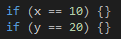 if (x == 10) {}
if (y == 20) {}